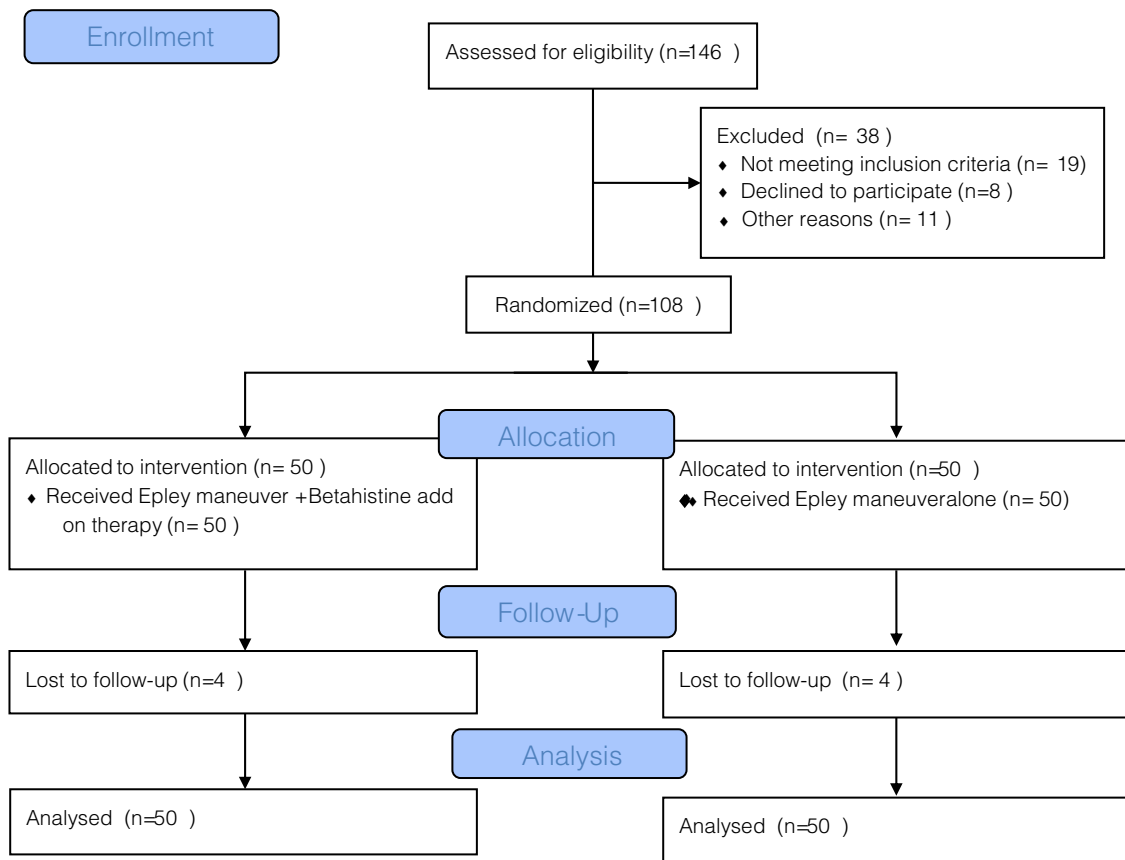 Enrollment
Assessed for eligibility (n=146 )
Excluded (n= 38 )
♦ Not meeting inclusion criteria (n= 19)
♦ Declined to participate (n=8 )
♦ Other reasons (n= 11 )
Randomized (n=108 )
Allocation
Allocated to intervention (n= 50 )
♦ Received Epley maneuver +Betahistine add
on therapy (n= 50 )
Allocated to intervention (n=50 )
♦ Received Epley maneuveralone (n= 50)
Follow-Up
Lost to follow-up (n=4 )
Lost to follow-up (n= 4 )
Analysis
Analysed (n=50 )
Analysed (n=50 )